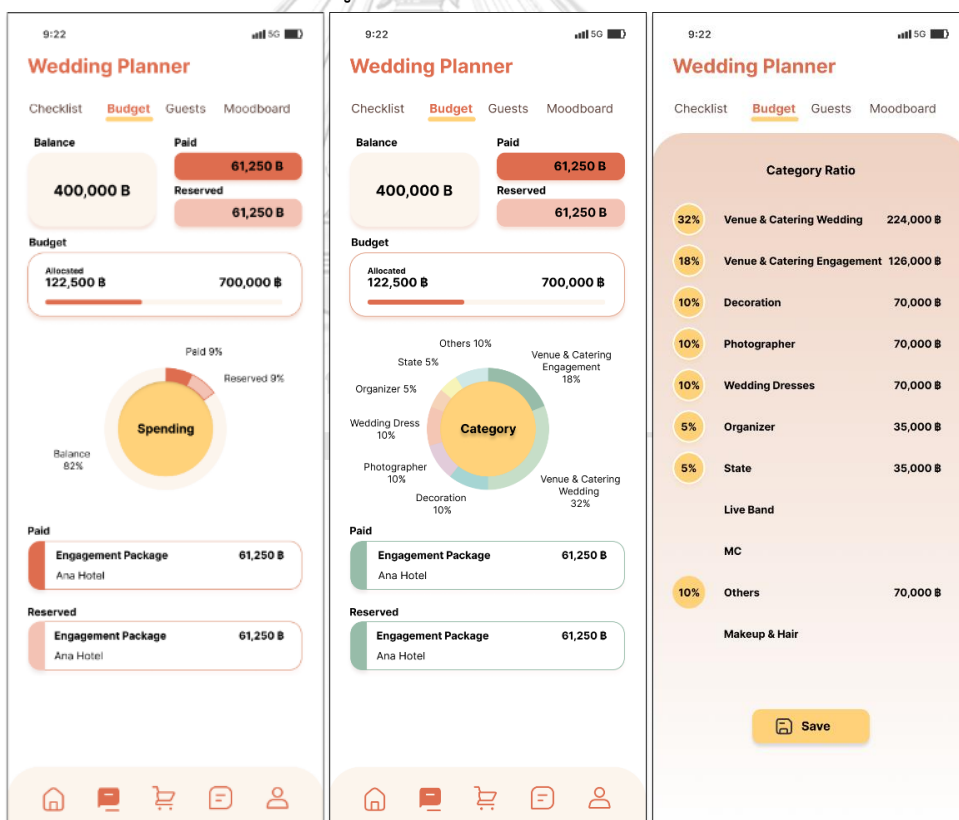 9:22
5G
Wedding Planner
Checklist Budget Guests Moodboard
Balance
Paid
400,000 B
61,250 B
Reserved
61,250 B
Budget
Allocated
122,500 ฿
700,000 ฿
Paid 9%
Reserved 9%
Spending
Balance
82%
Paid
Engagement Package 61,250 ฿
Ana Hotel
Reserved
Engagement Package 61,250 ฿
Ana Hotel
9:22
5G
Wedding Planner
Checklist Budget Guests Moodboard
Balance
Paid
400,000 B
61,250 B
Reserved
61,250 B
Budget
Allocated
122,500 ฿
700,000 ฿
Others 10%
State 5%
Venue & Catering
Engagement
18%
Organizer 5%
Wedding Dress
10%
Category
Photographer
10%
Venue & Catering
Wedding
32%
Decoration
10%
Paid
Engagement Package 61,250 ฿
Ana Hotel
Reserved
Engagement Package 61,250 ฿
Ana Hotel
9:22
5G
Wedding Planner
Checklist Budget Guests Moodboard
Category Ratio
32% Venue & Catering Wedding 224,000 ฿
18% Venue & Catering Engagement 126,000 ฿
10% Decoration 70,000 ฿
10% Photographer 70,000 ฿
10% Wedding Dresses 70,000 ฿
5% Organizer 35,000 ฿
5% State 35,000 ฿
Live Band
MC
10% Others 70,000 ฿
Makeup & Hair
Save